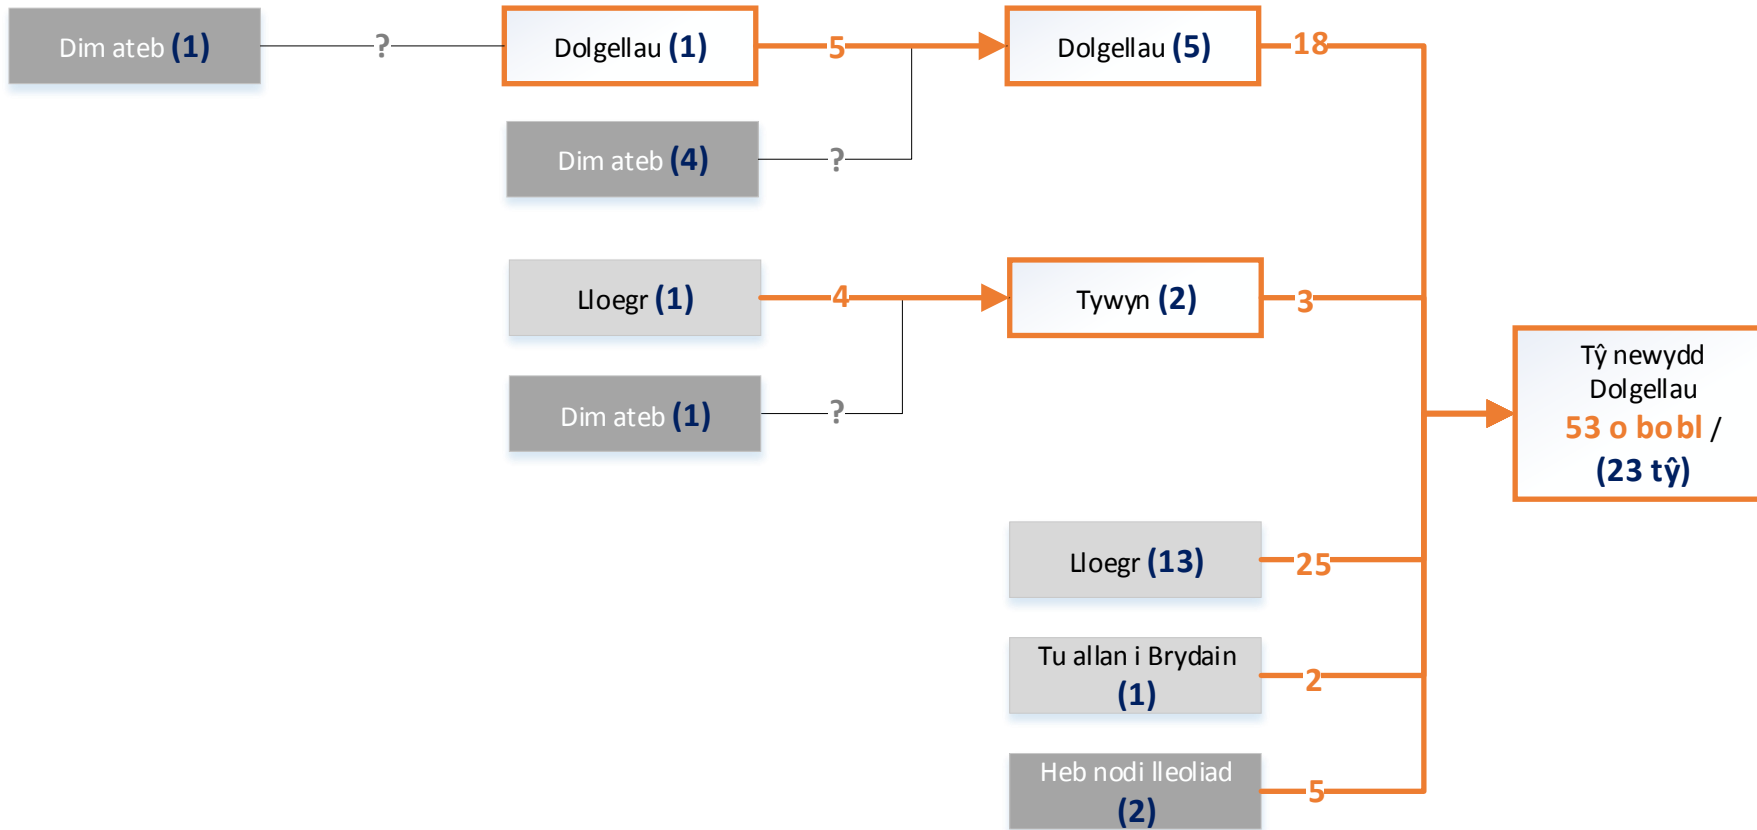 Dim ateb (1)
?
Dolgellau (1)
5
Dolgellau (5)
18
Dim ateb (4)
?
Lloegr (1)
4
Tywyn (2)
3
Dim ateb (1)
?
Tŷ newydd
Dolgellau
53 o bobl /
(23 tŷ)
Lloegr (13)
25
Tu allan i Brydain
(1)
2
Heb nodi lleoliad
(2)
5